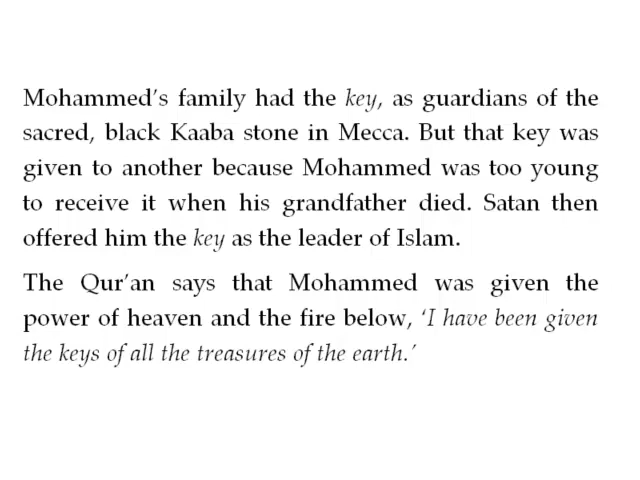 Mohammed’s family had the key, as guardians of the
sacred, black Kaaba stone in Mecca. But that key was
given to another because Mohammed was too young
to receive it when his grandfather died. Satan then
offered him the key as the leader of Islam.
The Qur’an says that Mohammed was given the
power of heaven and the fire below, ‘I have been given
the keys of all the treasures of the earth.’